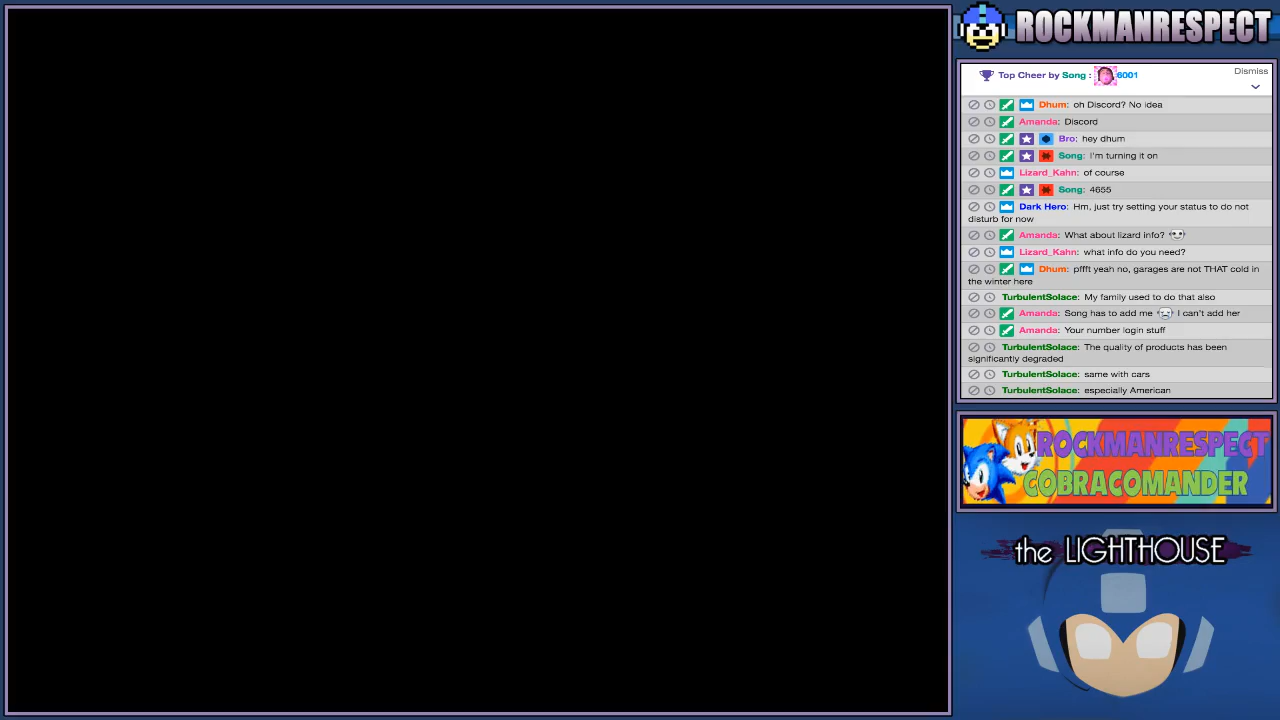 ROCKMANRESPECT
Top Cheer by Song : 6001
Dismiss
Dhum: oh Discord? No idea
Amanda: Discord
Bro: hey dhum
Song: I'm turning it on
Lizard_Kahn: of course
Song: 4655
Dark Hero: Hm, just try setting your status to do not
disturb for now
Amanda: What about lizard info?
Lizard_Kahn: what info do you need?
Dhum: pffft yeah no, garages are not THAT cold in
the winter here
TurbulentSolace: My family used to do that also
Amanda: Song has to add me I can't add her
Amanda: Your number login stuff
TurbulentSolace: The quality of products has been
significantly degraded
TurbulentSolace: same with cars
TurbulentSolace: especially American
ROCKMANRESPECT
COBRACOMANDER
the LIGHTHOUSE